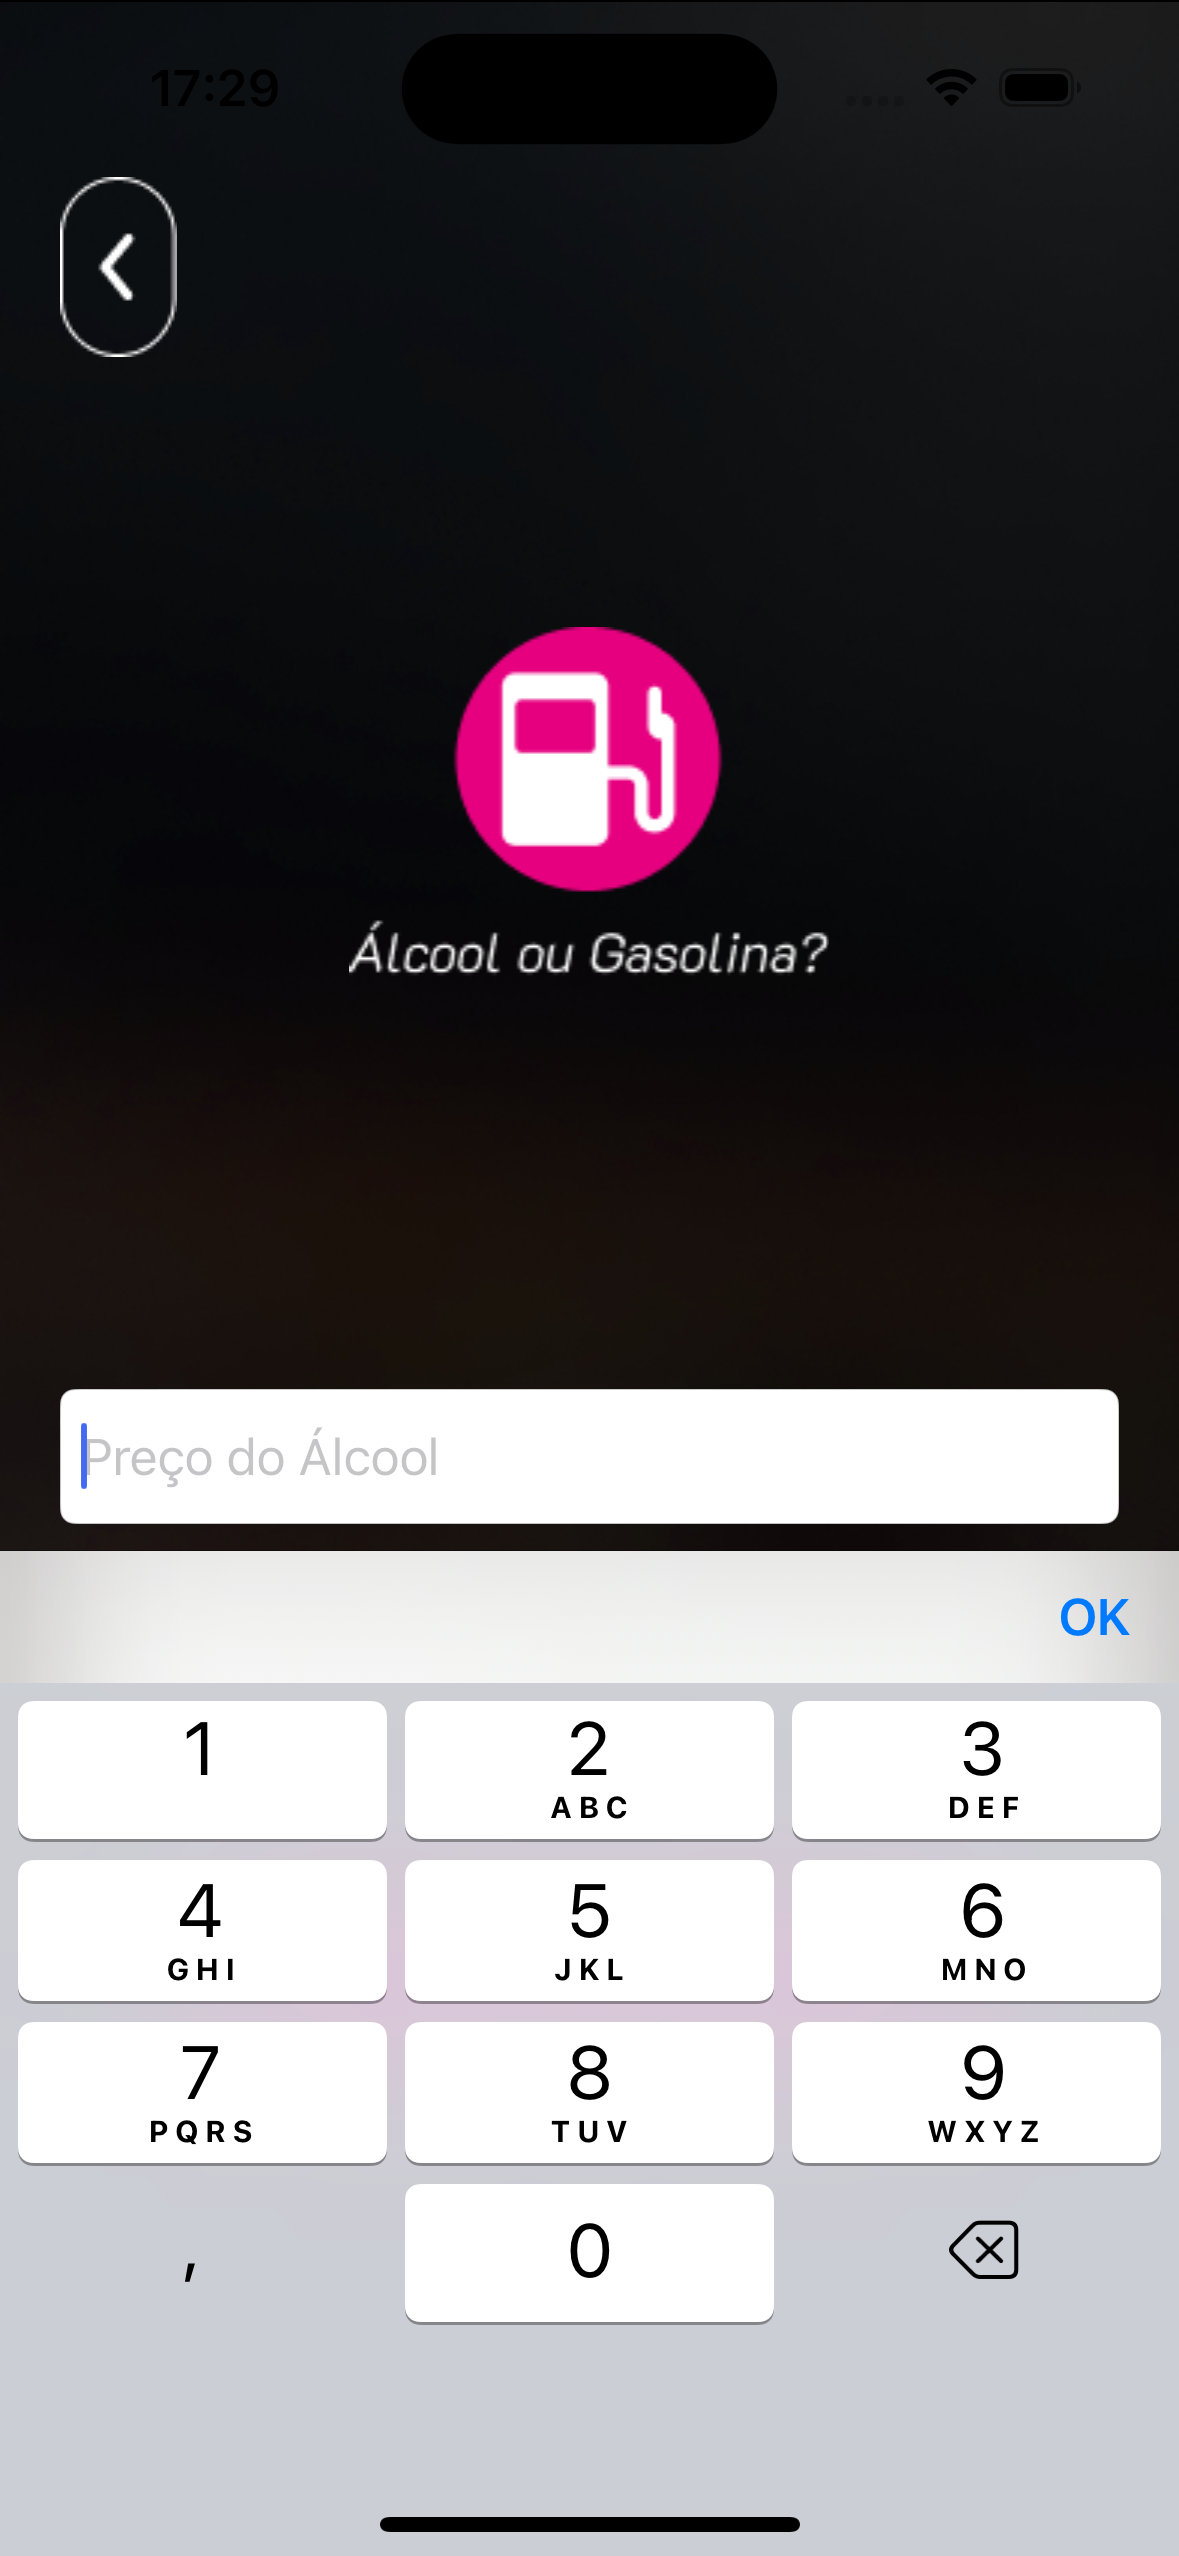 17:29
Álcool ou Gasolina?
Preço do Álcool
OK
1
2
ABC
3
DEF
4
GHI
5
JKL
6
MNO
7
PQRS
8
TUV
9
WXYZ
,
0